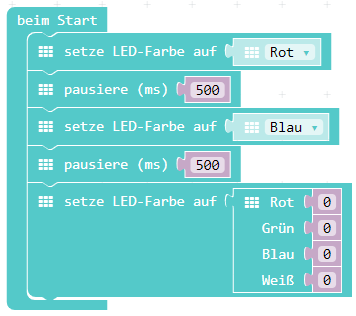 beim Start
setze LED-Farbe auf Rot
pausiere (ms) 500
setze LED-Farbe auf Blau
pausiere (ms) 500
setze LED-Farbe auf Rot 0
Grün 0
Blau 0
Weiß 0